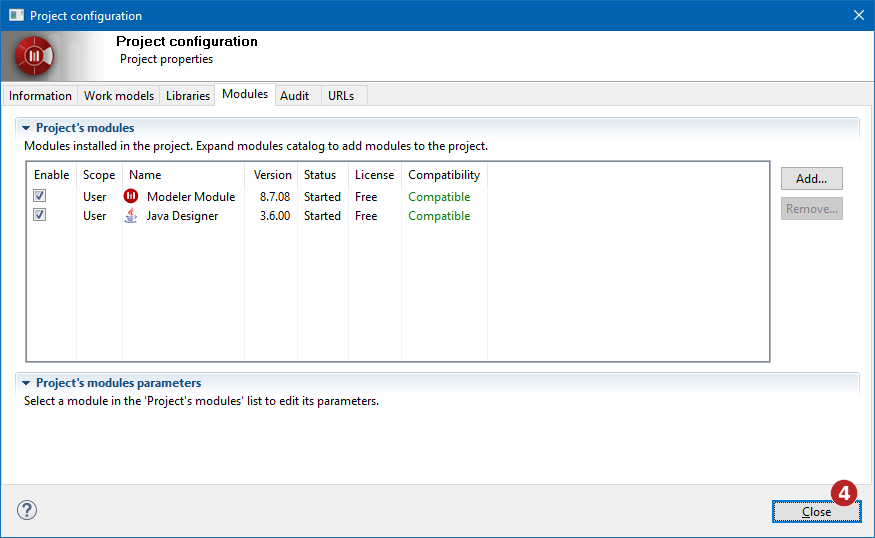 Project configuration
Project configuration
Project properties
Information Work models Libraries Modules Audit URLs
Project's modules
Modules installed in the project. Expand modules catalog to add modules to the project.
Enable Scope Name Version Status License Compatibility
User Modeler Module 8.7.08 Started Free Compatible
User Java Designer 3.6.00 Started Free Compatible
Add...
Remove...
Project's modules parameters
Select a module in the 'Project's modules' list to edit its parameters.
4
?
Close